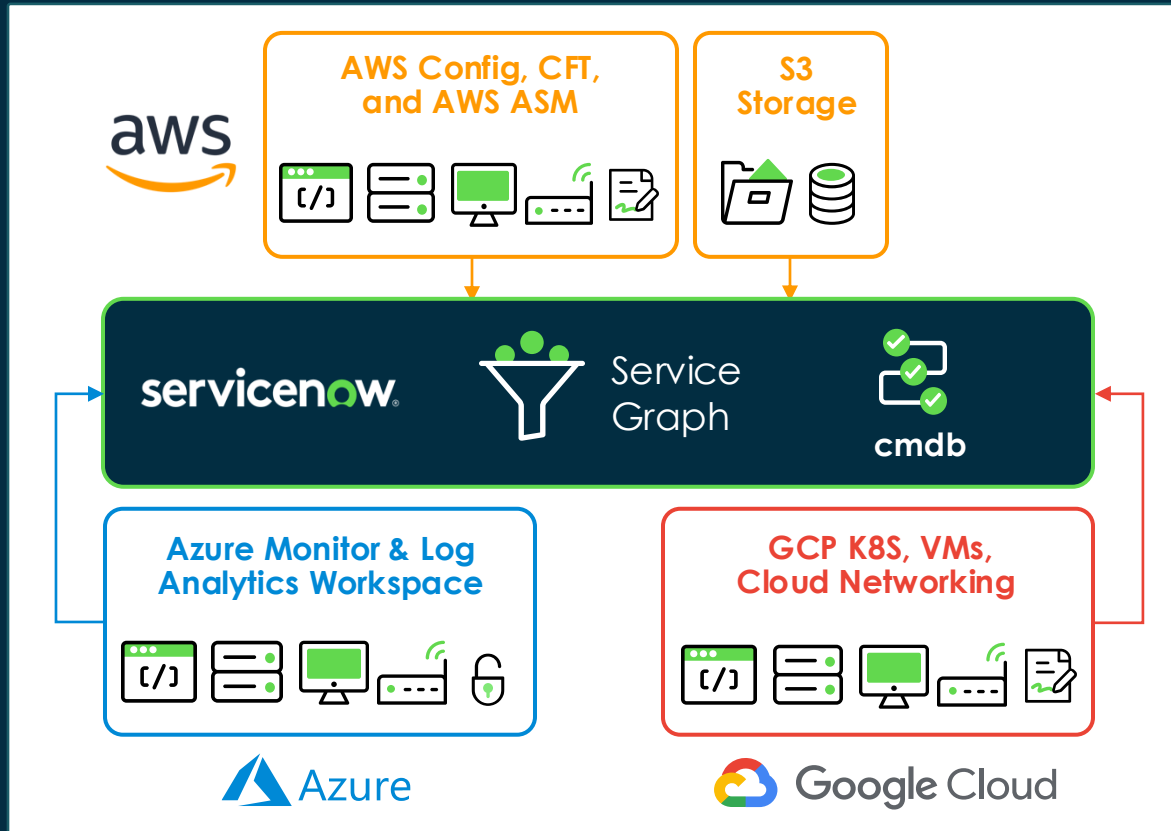 aws
AWS Config, CFT,
and AWS ASM
[/]
S3
Storage
servicenow®
Service
Graph
cmdb
Azure Monitor & Log
Analytics Workspace
</>
GCP K8S, VMs,
Cloud Networking
[/]
Azure
Google Cloud